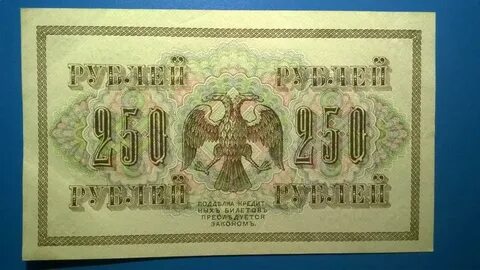 РУБЛЕЙ РУБЛЕЙ
250 250
РУБЛЕЙ РУБЛЕЙ
ПОДДѢЛКА КРЕДИТ
НЫХЪ БИЛЕТОВЪ
ПРЕСЛѢДУЕТСЯ
ЗАКОНОМЪ.